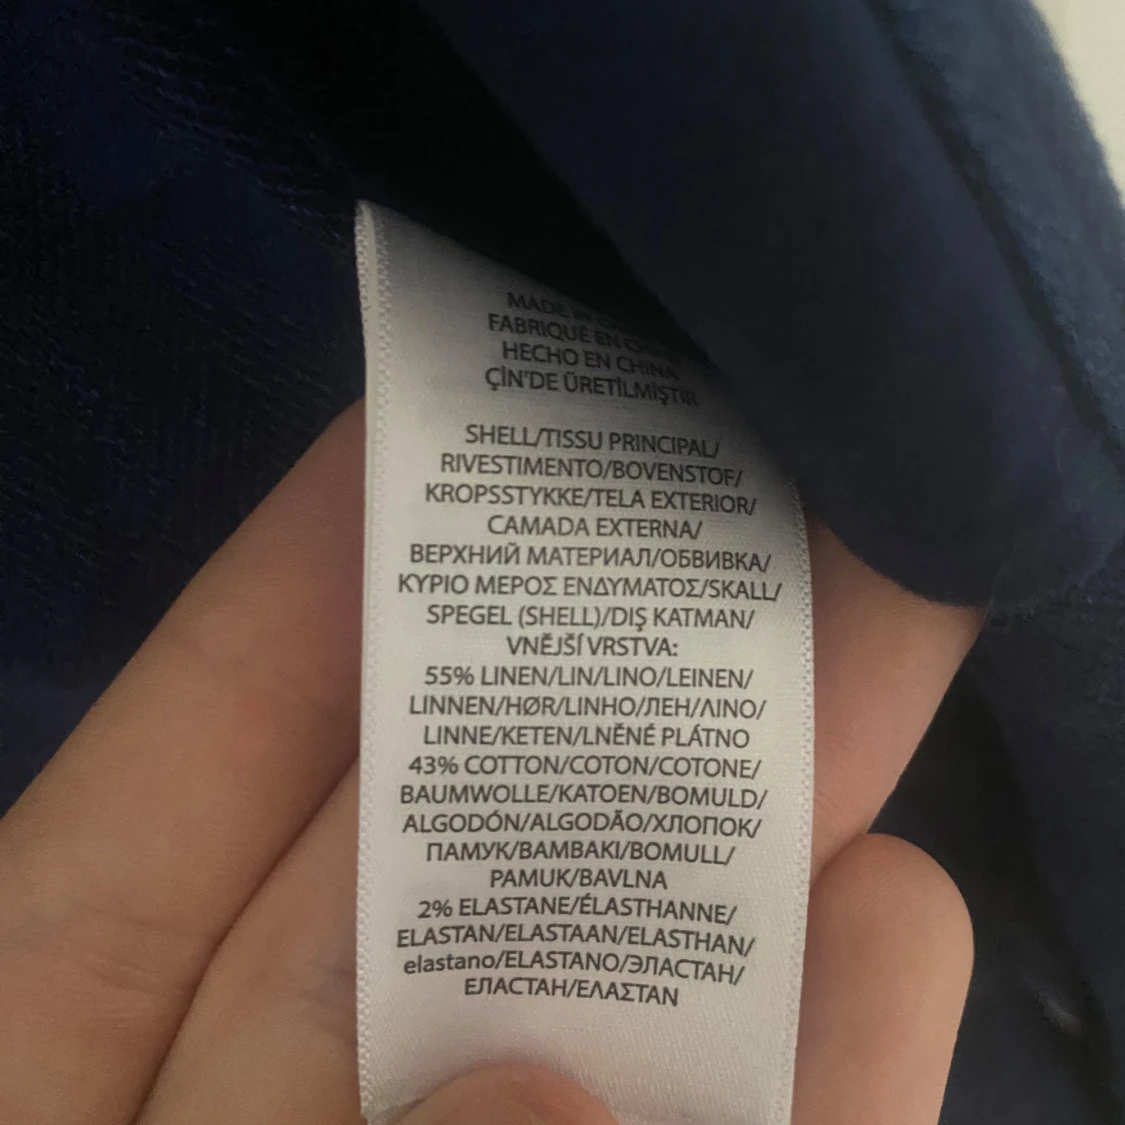 MADE
FABRIQUÉ EN
HECHO EN CHINA
ÇİN'DE ÜRETİLMİŞTİR
SHELL/TISSU PRINCIPAL/
RIVESTIMENTO/BOVENSTOF/
KROPSSTYKKE/TELA EXTERIOR/
CAMADA EXTERNA/
ВЕРХНИЙ МАТЕРИАЛ/ОБВИВКА/
ΚΥΡΙΟ ΜΕΡΟΣ ΕΝΔΥΜΑΤΟΣ/SKALL/
SPEGEL (SHELL)/DIŞ KATMAN/
VNĚJŠÍ VRSTVA:
55% LINEN/LIN/LINO/LEINEN/
LINNEN/HØR/LINHO/ЛЕН/ΛΙΝΟ/
LINNE/KETEN/LNĚNÉ PLÁTNO
43% COTTON/COTON/COTONE/
BAUMWOLLE/KATOEN/BOMULD/
ALGODÓN/ALGODÃO/ХЛОПОК/
ПАМУК/ΒΑΜΒΑΚΙ/BOMULL/
PAMUK/BAVLNA
2% ELASTANE/ÉLASTHANNE/
ELASTAN/ELASTAAN/ELASTHAN/
elastano/ELASTANO/ЭЛАСТАН/
ЕЛАСТАН/ΕΛΑΣΤΑΝ